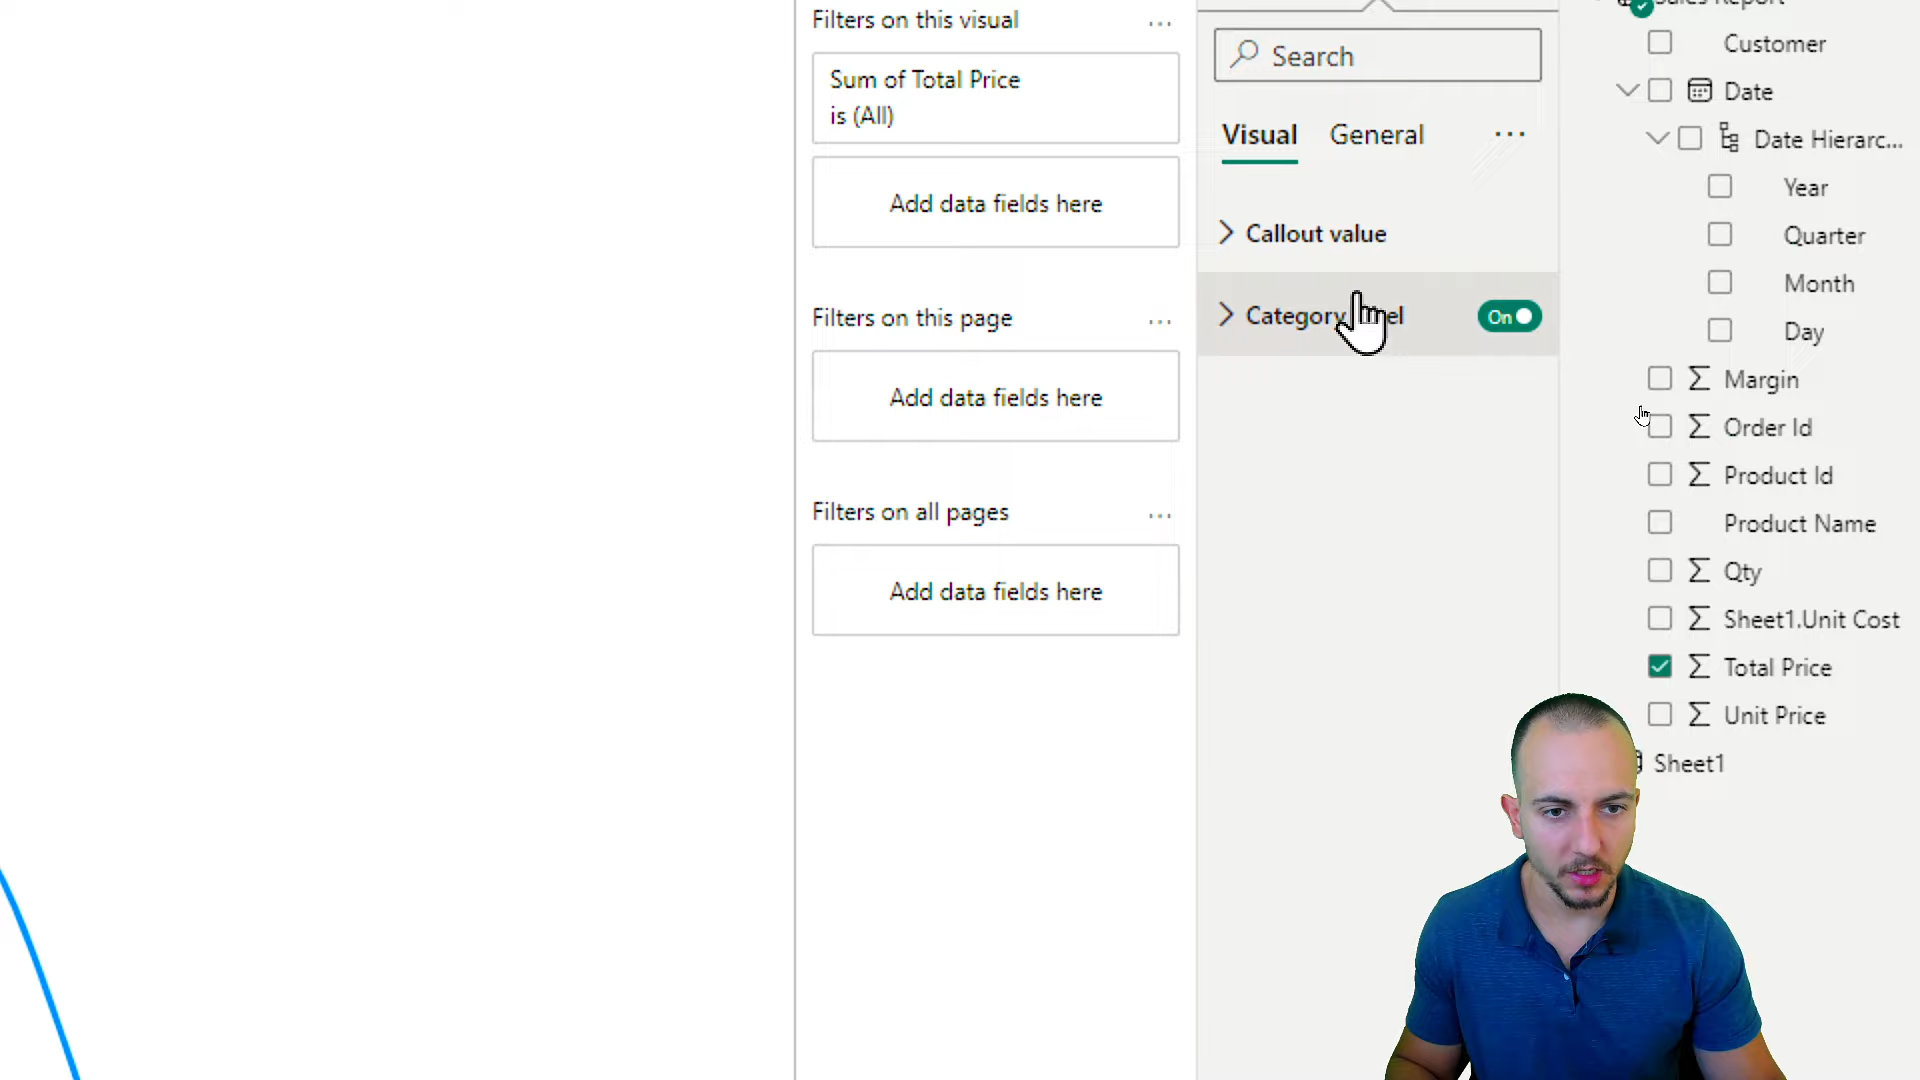 Filters on this visual
...
Sum of Total Price
is (All)
Add data fields here
Filters on this page
...
Add data fields here
Filters on all pages
...
Add data fields here
Search
Visual
General
...
Callout value
Category
On
Sales Report
Customer
Date
Date Hierarc...
Year
Quarter
Month
Day
Σ Margin
Σ Order Id
Σ Product Id
Product Name
Σ Qty
Σ Sheet1.Unit Cost
Σ Total Price
Σ Unit Price
Sheet1